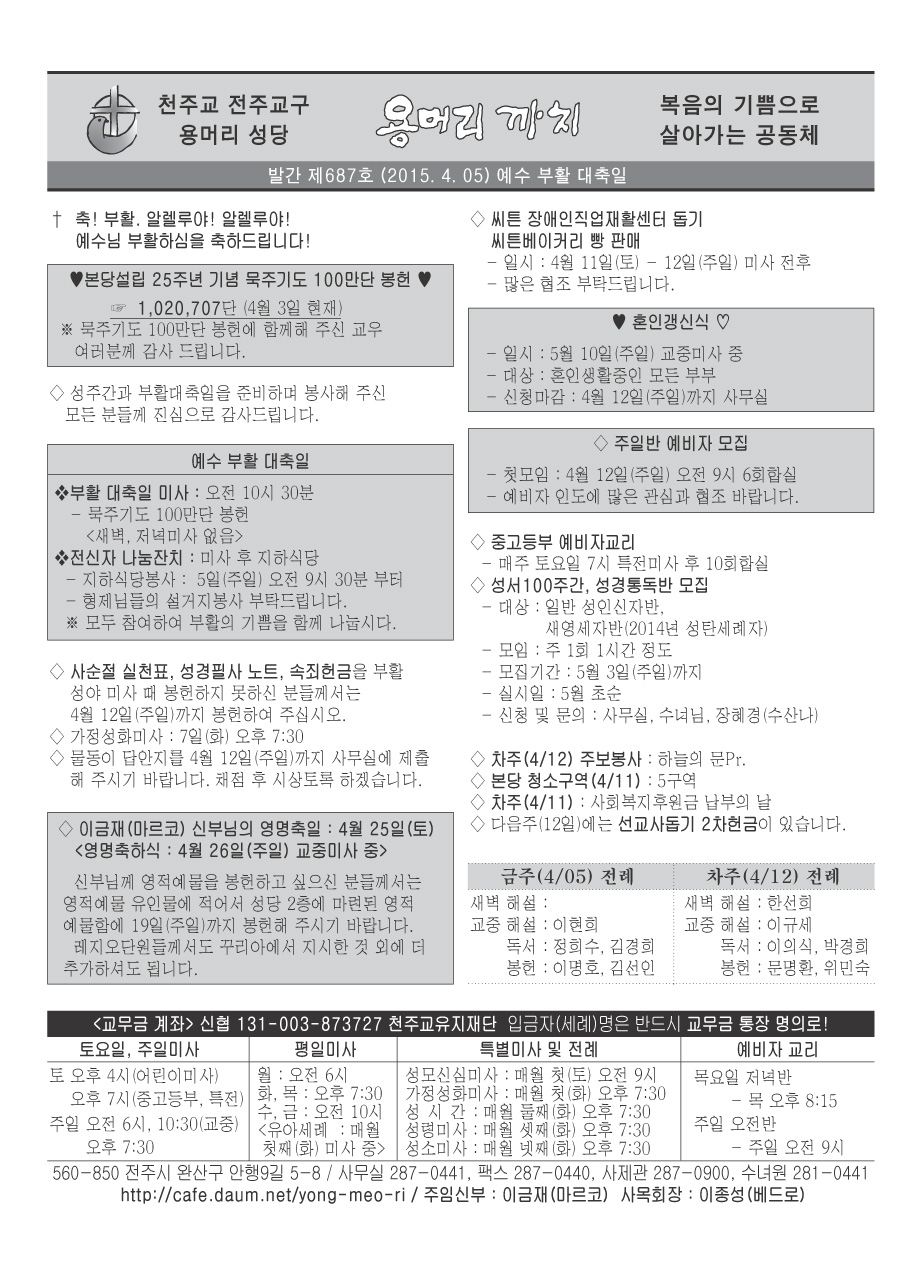 천주교 전주교구
용머리 성당
용머리 까치
복음의 기쁨으로
살아가는 공동체
발간 제687호 (2015. 4. 05) 예수 부활 대축일
† 축! 부활. 알렐루야! 알렐루야!
예수님 부활하심을 축하드립니다!
♥본당설립 25주년 기념 묵주기도 100만단 봉헌 ♥
☞ 1,020,707단 (4월 3일 현재)
※ 묵주기도 100만단 봉헌에 함께해 주신 교우
여러분께 감사 드립니다.
◇ 성주간과 부활대축일을 준비하며 봉사해 주신
모든 분들께 진심으로 감사드립니다.
예수 부활 대축일
❖부활 대축일 미사 : 오전 10시 30분
- 묵주기도 100만단 봉헌
<새벽, 저녁미사 없음>
❖전신자 나눔잔치 : 미사 후 지하식당
- 지하식당봉사 : 5일(주일) 오전 9시 30분 부터
- 형제님들의 설거지봉사 부탁드립니다.
※ 모두 참여하여 부활의 기쁨을 함께 나눕시다.
◇ 사순절 실천표, 성경필사 노트, 속죄헌금을 부활
성야 미사 때 봉헌하지 못하신 분들께서는
4월 12일(주일)까지 봉헌하여 주십시오.
◇ 가정성화미사 : 7일(화) 오후 7:30
◇ 물동이 답안지를 4월 12일(주일)까지 사무실에 제출
해 주시기 바랍니다. 채점 후 시상토록 하겠습니다.
◇ 이금재(마르코) 신부님의 영명축일 : 4월 25일(토)
<영명축하식 : 4월 26일(주일) 교중미사 중>
신부님께 영적예물을 봉헌하고 싶으신 분들께서는
영적예물 유인물에 적어서 성당 2층에 마련된 영적
예물함에 19일(주일)까지 봉헌해 주시기 바랍니다.
레지오단원들께서도 꾸리아에서 지시한 것 외에 더
추가하셔도 됩니다.
◇ 씨튼 장애인직업재활센터 돕기
씨튼베이커리 빵 판매
- 일시 : 4월 11일(토) - 12일(주일) 미사 전후
- 많은 협조 부탁드립니다.
♥ 혼인갱신식 ♡
- 일시 : 5월 10일(주일) 교중미사 중
- 대상 : 혼인생활중인 모든 부부
- 신청마감 : 4월 12일(주일)까지 사무실
◇ 주일반 예비자 모집
- 첫모임 : 4월 12일(주일) 오전 9시 6회합실
- 예비자 인도에 많은 관심과 협조 바랍니다.
◇ 중고등부 예비자교리
- 매주 토요일 7시 특전미사 후 10회합실
◇ 성서100주간, 성경통독반 모집
- 대상 : 일반 성인신자반,
새영세자반(2014년 성탄세례자)
- 모임 : 주 1회 1시간 정도
- 모집기간 : 5월 3일(주일)까지
- 실시일 : 5월 초순
- 신청 및 문의 : 사무실, 수녀님, 장혜경(수산나)
◇ 차주(4/12) 주보봉사 : 하늘의 문Pr.
◇ 본당 청소구역(4/11) : 5구역
◇ 차주(4/11) : 사회복지후원금 납부의 날
◇ 다음주(12일)에는 선교사돕기 2차헌금이 있습니다.
금주(4/05) 전례 차주(4/12) 전례
새벽 해설 : 새벽 해설 : 한선희
교중 해설 : 이현희 교중 해설 : 이규세
독서 : 정희수, 김경희 독서 : 이의식, 박경희
봉헌 : 이명호, 김선인 봉헌 : 문명환, 위민숙
<교무금 계좌> 신협 131-003-873727 천주교유지재단 입금자(세례)명은 반드시 교무금 통장 명의로!
토요일, 주일미사 평일미사 특별미사 및 전례 예비자 교리
토 오후 4시(어린이미사)
오후 7시(중고등부, 특전)
주일 오전 6시, 10:30(교중)
오후 7:30
월 : 오전 6시
화, 목 : 오후 7:30
수, 금 : 오전 10시
<유아세례 : 매월
첫째(화) 미사 중>
성모신심미사 : 매월 첫(토) 오전 9시
가정성화미사 : 매월 첫(화) 오후 7:30
성 시 간 : 매월 둘째(화) 오후 7:30
성령미사 : 매월 셋째(화) 오후 7:30
성소미사 : 매월 넷째(화) 오후 7:30
목요일 저녁반
- 목 오후 8:15
주일 오전반
- 주일 오전 9시
560-850 전주시 완산구 안행9길 5-8 / 사무실 287-0441, 팩스 287-0440, 사제관 287-0900, 수녀원 281-0441
http://cafe.daum.net/yong-meo-ri / 주임신부 : 이금재(마르코) 사목회장 : 이종성(베드로)